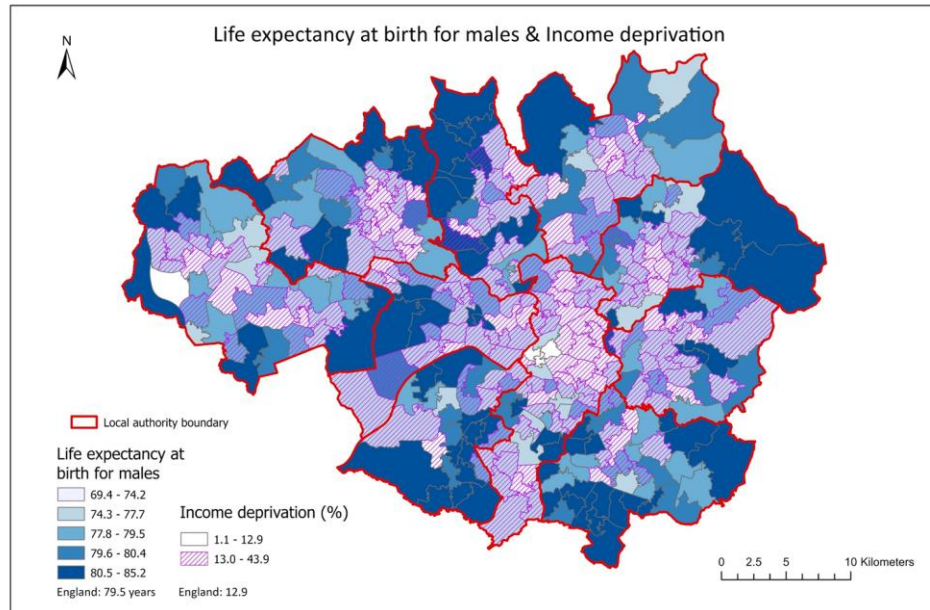 Life expectancy at birth for males & Income deprivation
N
Local authority boundary
Life expectancy at
birth for males
69.4 - 74.2
74.3 - 77.7
77.8 - 79.5
79.6 - 80.4
80.5 - 85.2
England: 79.5 years
Income deprivation (%)
1.1 - 12.9
13.0 - 43.9
England: 12.9
0 2.5 5 10 Kilometers